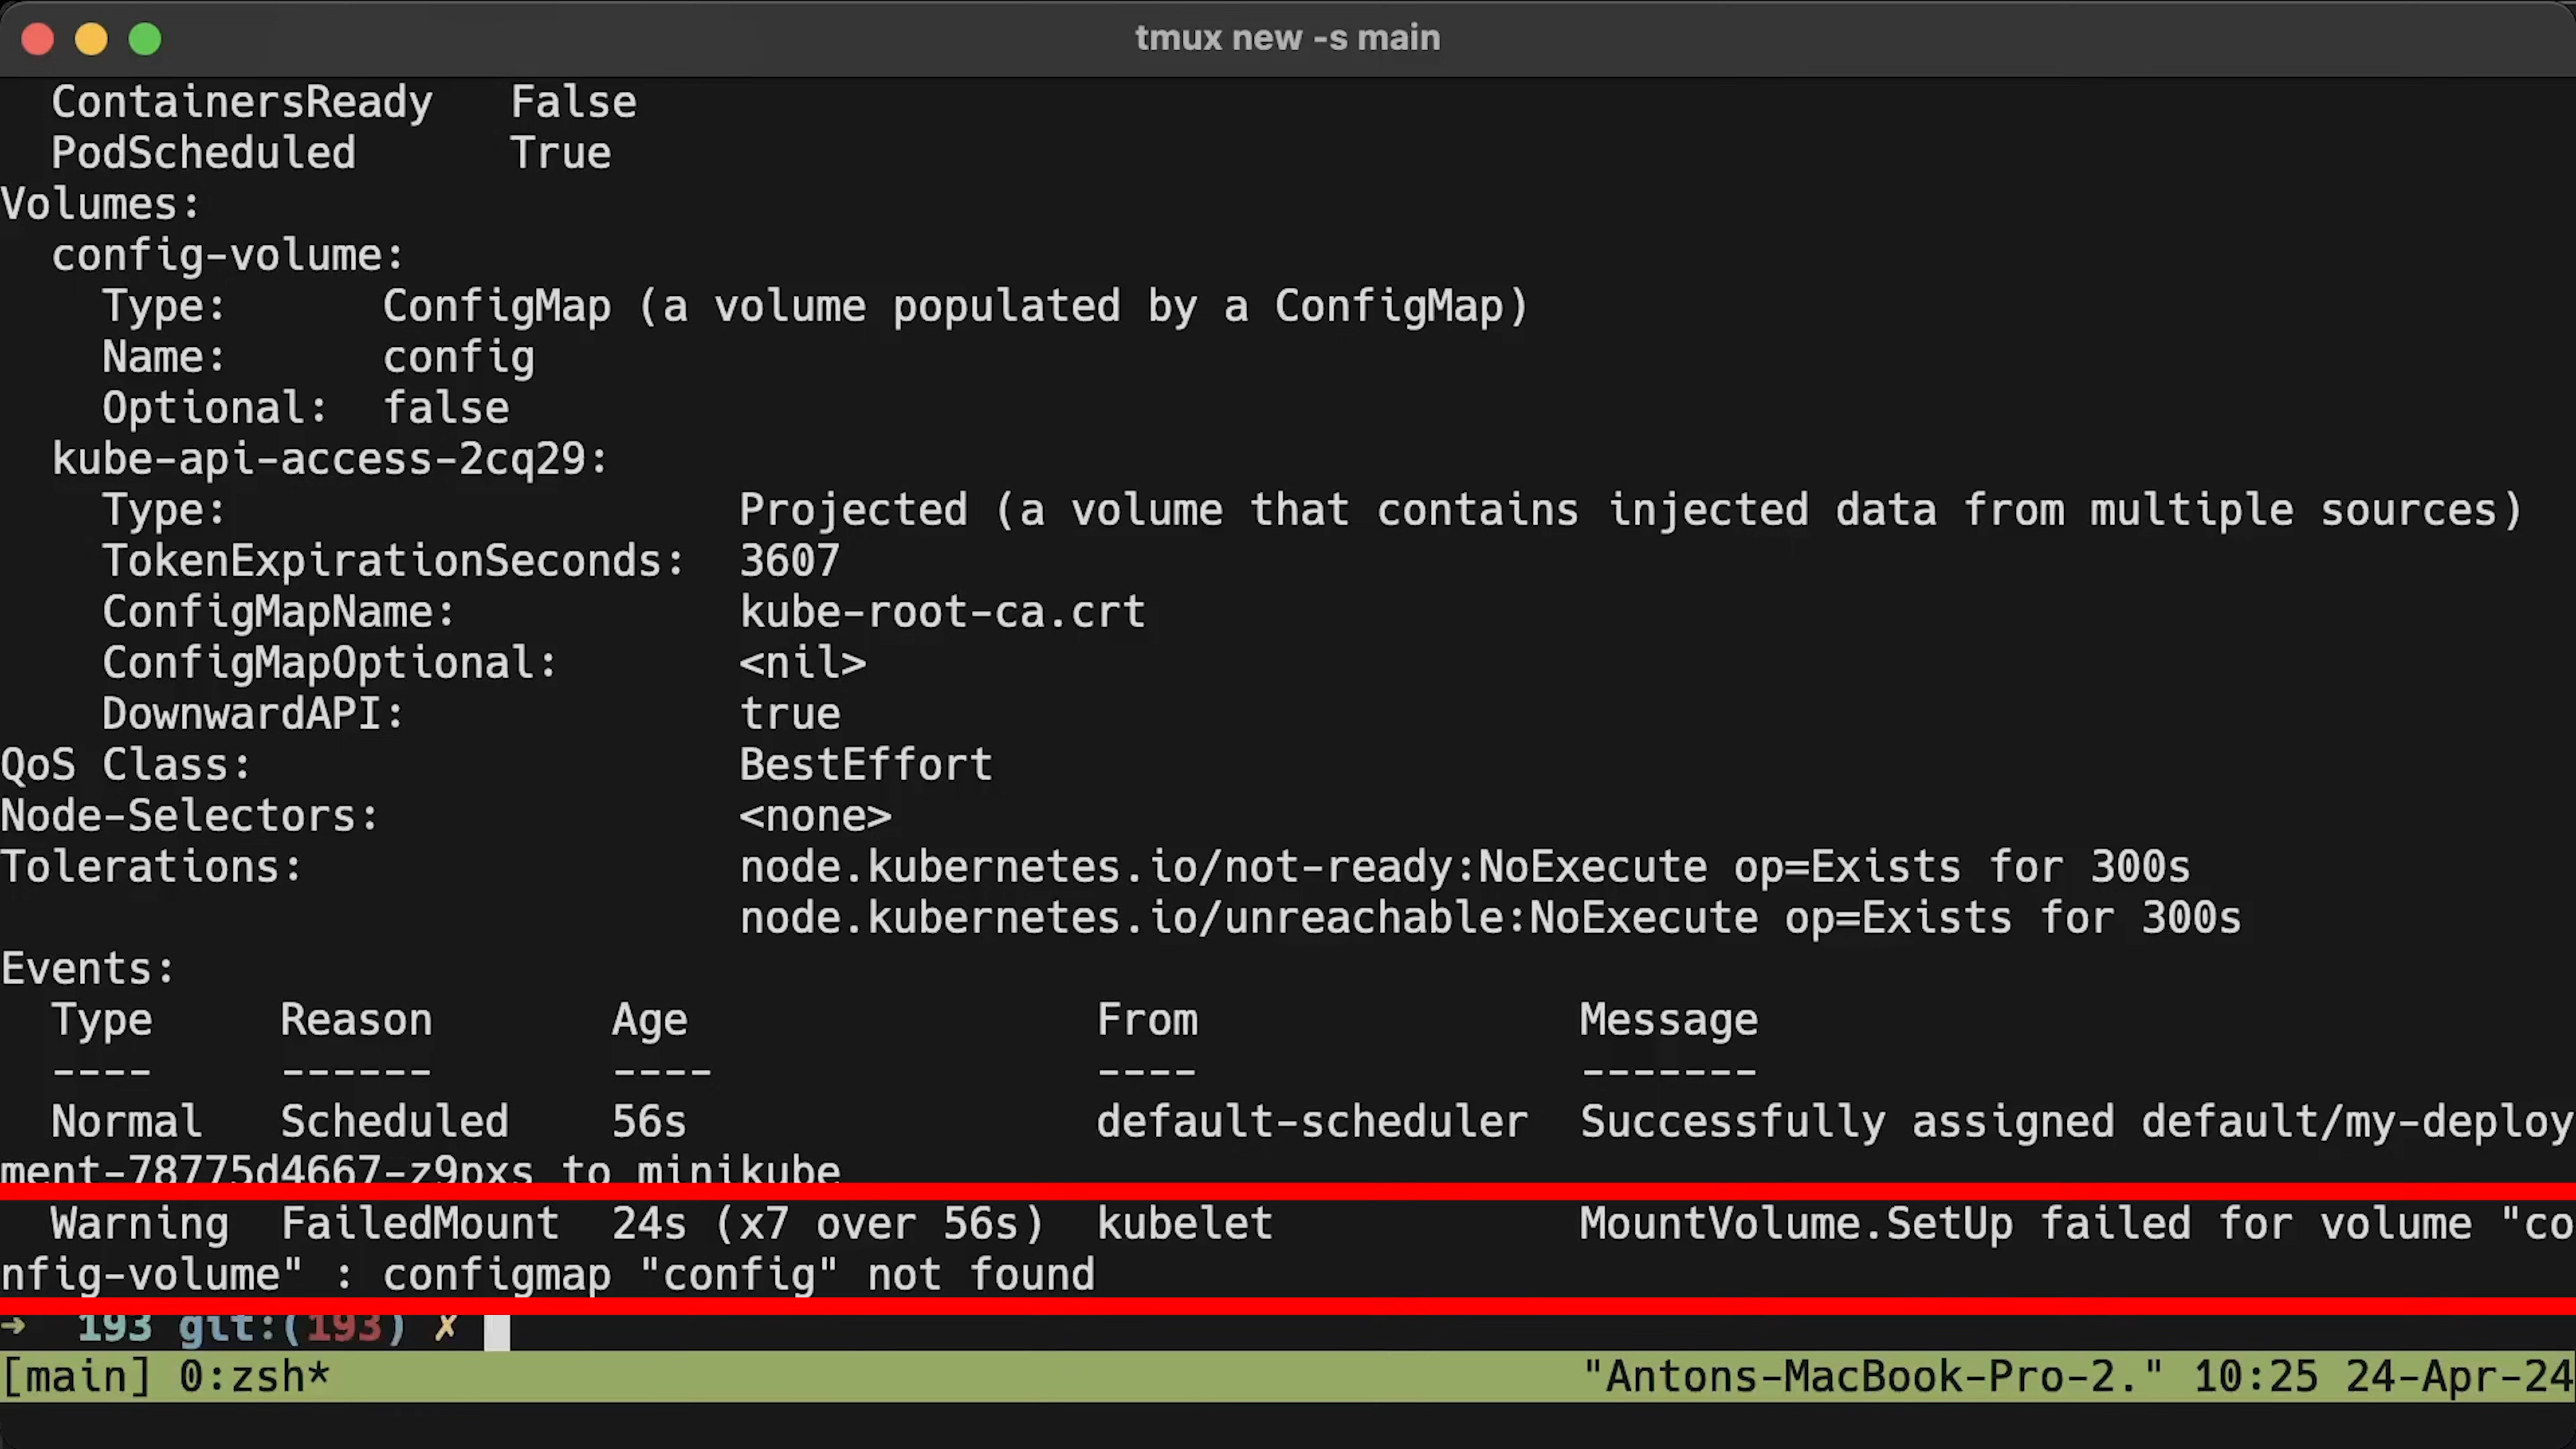 tmux new -s main
ContainersReady False
PodScheduled True
Volumes:
config-volume:
Type: ConfigMap (a volume populated by a ConfigMap)
Name: config
Optional: false
kube-api-access-2cq29:
Type: Projected (a volume that contains injected data from multiple sources)
TokenExpirationSeconds: 3607
ConfigMapName: kube-root-ca.crt
ConfigMapOptional: <nil>
DownwardAPI: true
QoS Class: BestEffort
Node-Selectors: <none>
Tolerations: node.kubernetes.io/not-ready:NoExecute op=Exists for 300s
node.kubernetes.io/unreachable:NoExecute op=Exists for 300s
Events:
Type Reason Age From Message
---- ------ ---- ---- -------
Normal Scheduled 56s default-scheduler Successfully assigned default/my-deploy
ment-78775d4667-z9pxs to minikube
Warning FailedMount 24s (x7 over 56s) kubelet MountVolume.SetUp failed for volume "co
nfig-volume" : configmap "config" not found
→ 193 git:(193) ✗
[main] 0:zsh* "Antons-MacBook-Pro-2." 10:25 24-Apr-24